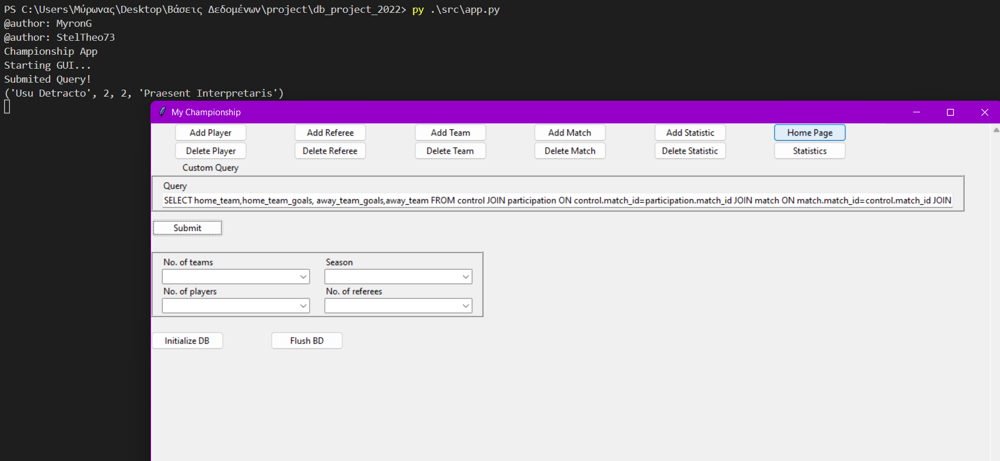 PS C:\Users\Μύρωνας\Desktop\Βάσεις Δεδομένων\project\db_project_2022> py .\src\app.py
@author: MyronG
@author: StelTheo73
Championship App
Starting GUI...
Submited Query!
('Usu Detracto', 2, 2, 'Praesent Interpretaris')
My Championship
Add Player Add Referee Add Team Add Match Add Statistic Home Page
Delete Player Delete Referee Delete Team Delete Match Delete Statistic Statistics
Custom Query
Query
SELECT home_team,home_team_goals, away_team_goals,away_team FROM control JOIN participation ON control.match_id=participation.match_id JOIN match ON match.match_id=control.match_id JOIN
Submit
No. of teams Season
No. of players No. of referees
Initialize DB Flush BD